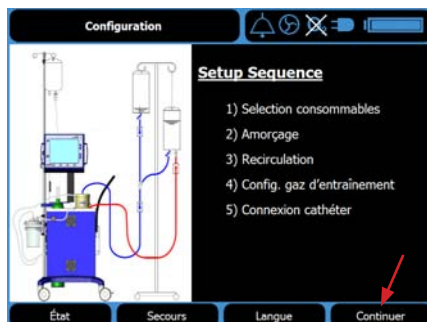 Configuration
Setup Sequence
1) Selection consommables
2) Amorçage
3) Recirculation
4) Config. gaz d'entraînement
5) Connexion cathéter
État
Secours
Langue
Continuer